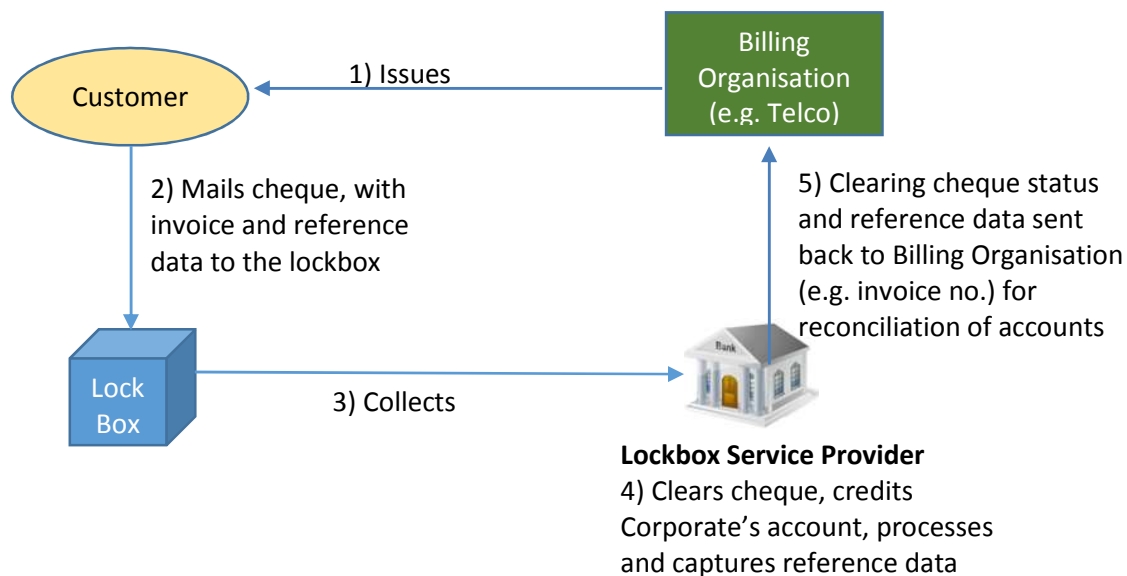 Billing
Organisation
(e.g. Telco)
1) Issues
Customer
2) Mails cheque, with
invoice and reference
data to the lockbox
5) Clearing cheque status
and reference data sent
back to Billing Organisation
(e.g. invoice no.) for
reconciliation of accounts
Lock
Box
3) Collects
Bank
Lockbox Service Provider
4) Clears cheque, credits
Corporate’s account, processes
and captures reference data